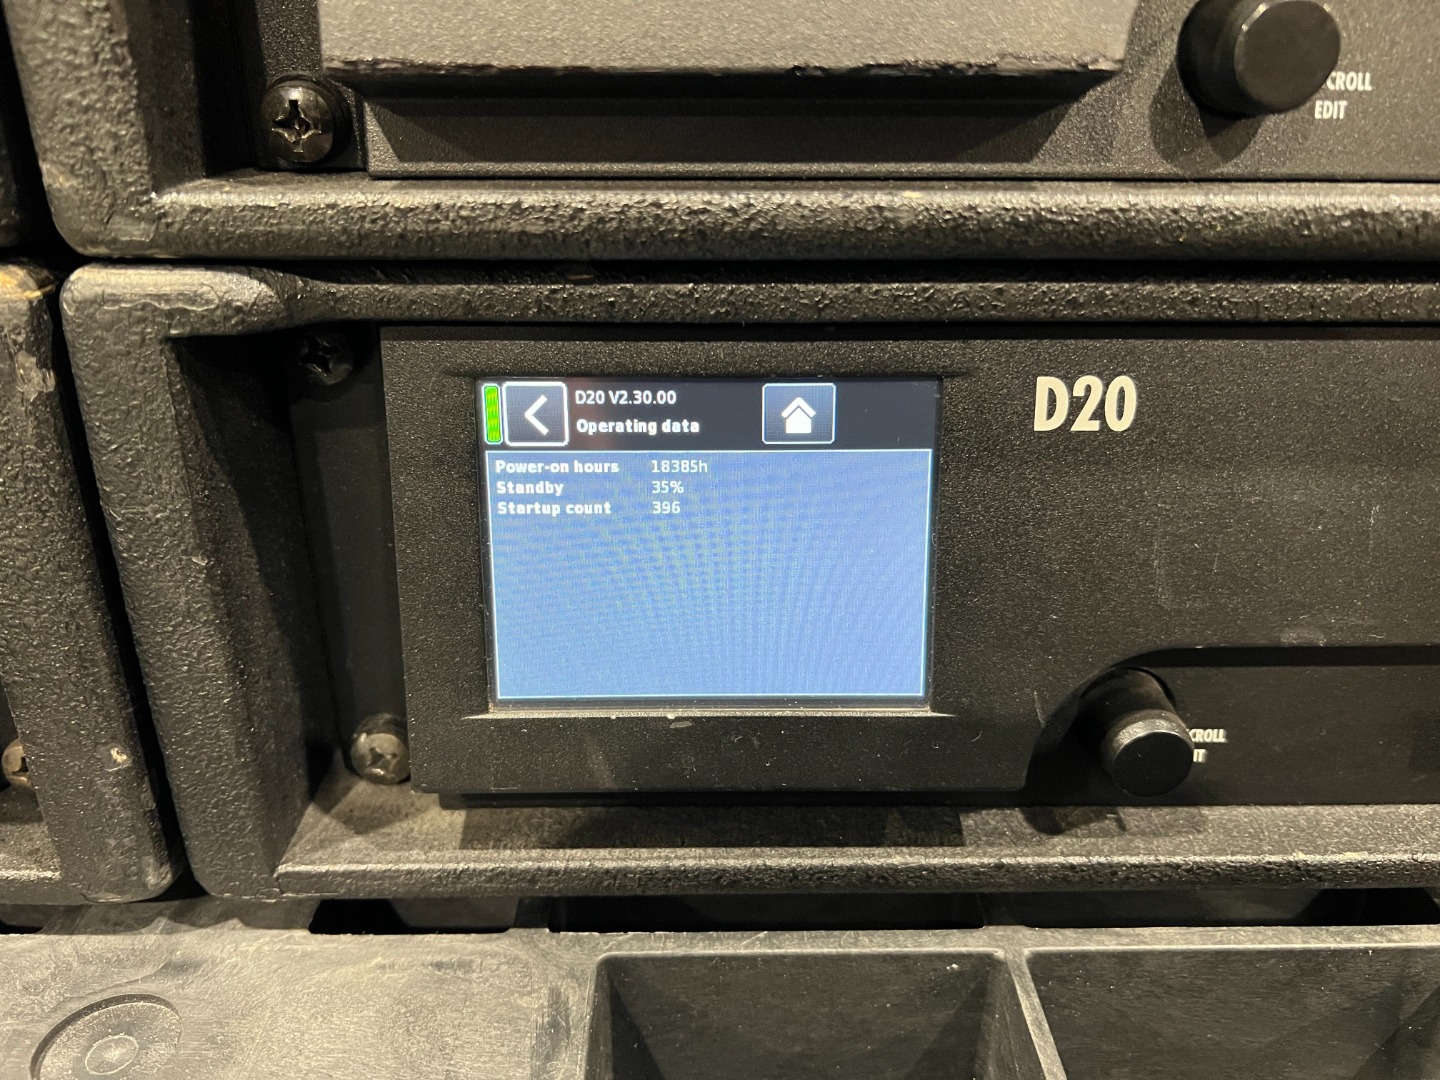 CROLL
EDIT
D20
D20 V2.30.00
Operating data
Power-on hours 18385h
Standby 35%
Startup count 396
CROLL
IT